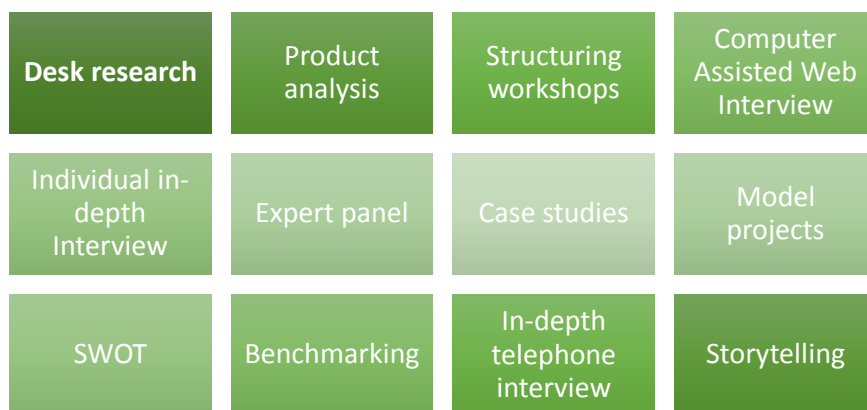 Desk research
Product
analysis
Structuring
workshops
Computer
Assisted Web
Interview
Individual in-
depth
Interview
Expert panel
Case studies
Model
projects
SWOT
Benchmarking
In-depth
telephone
interview
Storytelling